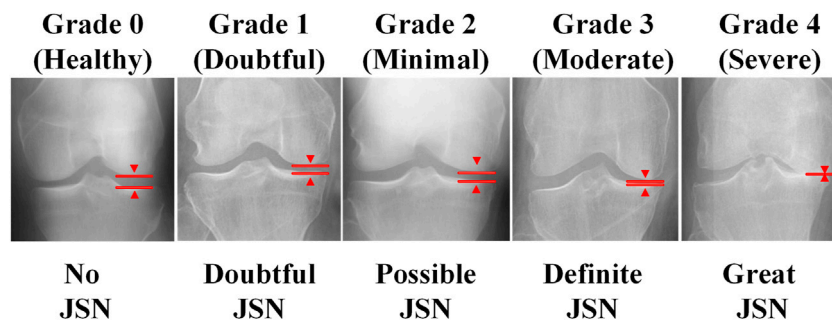 Grade 0 Grade 1 Grade 2 Grade 3 Grade 4
(Healthy) (Doubtful) (Minimal) (Moderate) (Severe)
No Doubtful Possible Definite Great
JSN JSN JSN JSN JSN